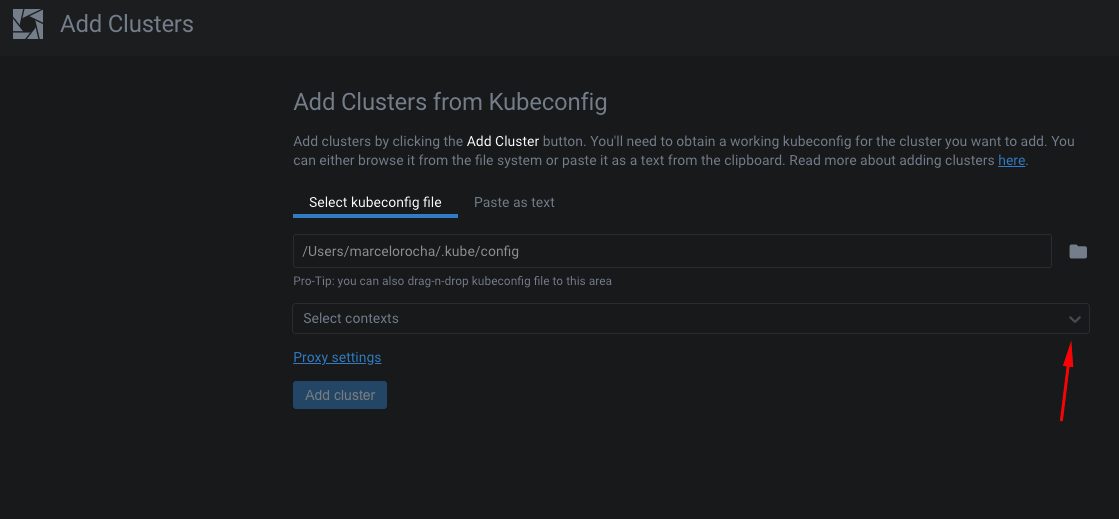 Add Clusters
Add Clusters from Kubeconfig
Add clusters by clicking the Add Cluster button. You'll need to obtain a working kubeconfig for the cluster you want to add. You
can either browse it from the file system or paste it as a text from the clipboard. Read more about adding clusters here.
Select kubeconfig file Paste as text
/Users/marcelorocha/.kube/config
Pro-Tip: you can also drag-n-drop kubeconfig file to this area
Select contexts
Proxy settings
Add cluster